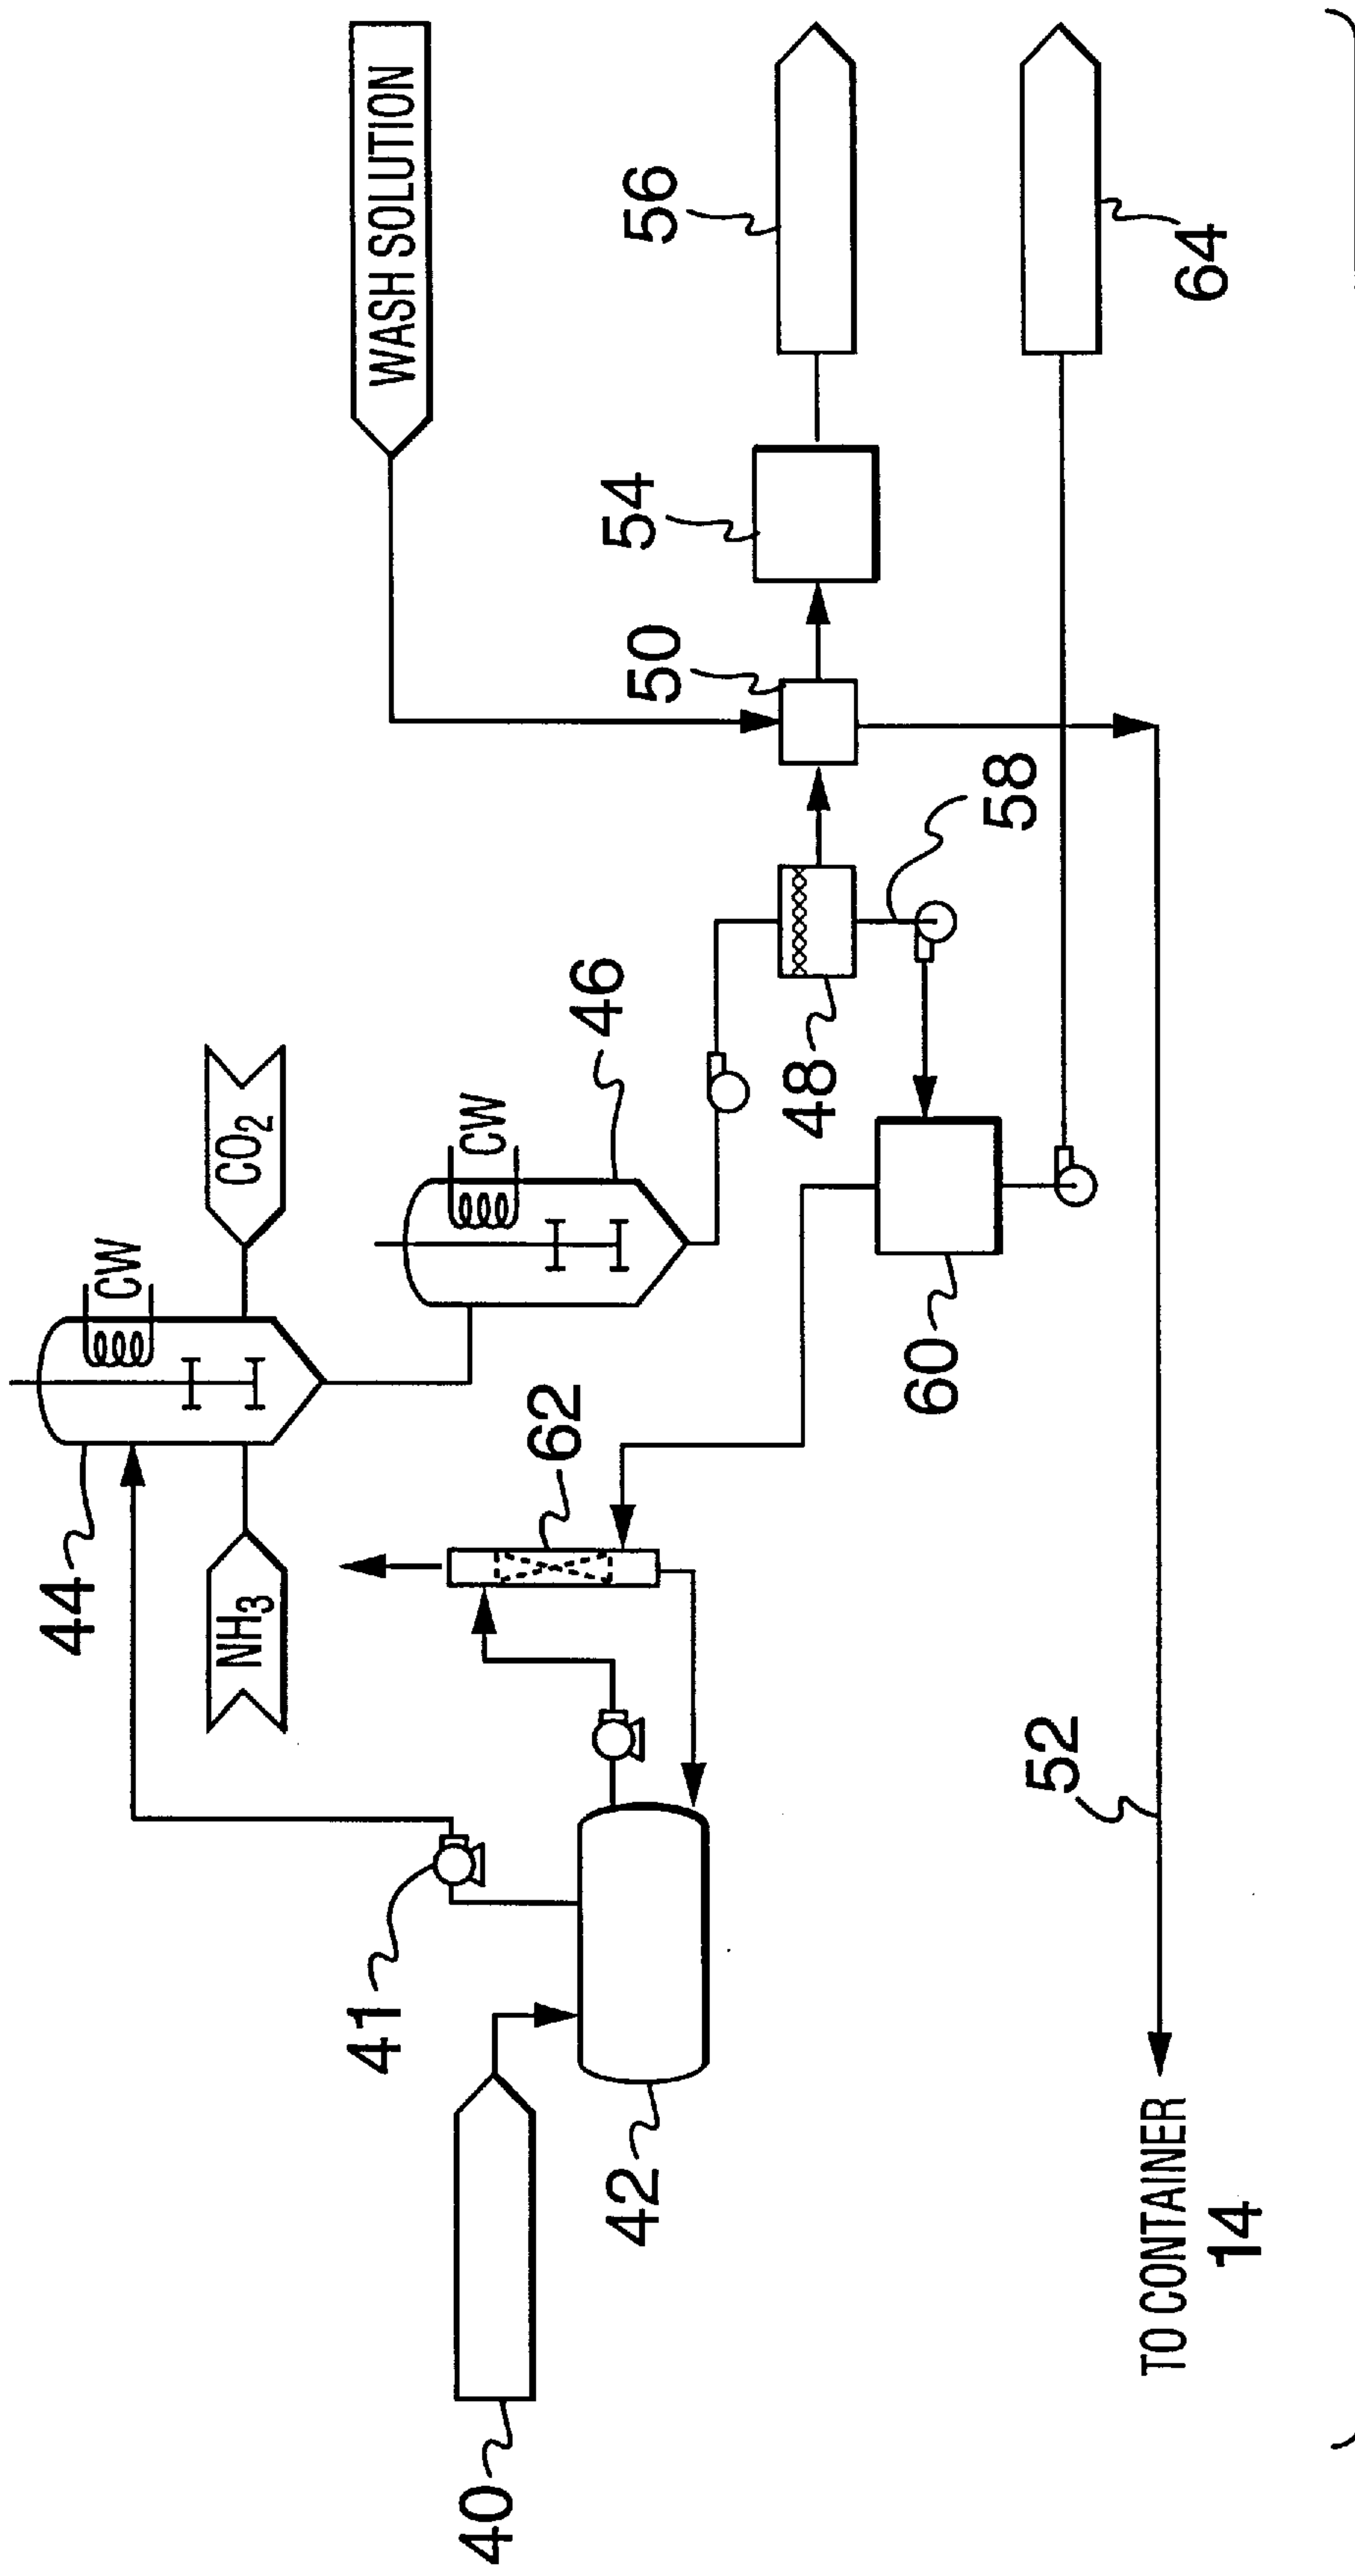 WASH SOLUTION
44
NH₃
CW
CO₂
41
62
CW
46
50
54
56
40
42
48
58
60
64
52
TO CONTAINER
14